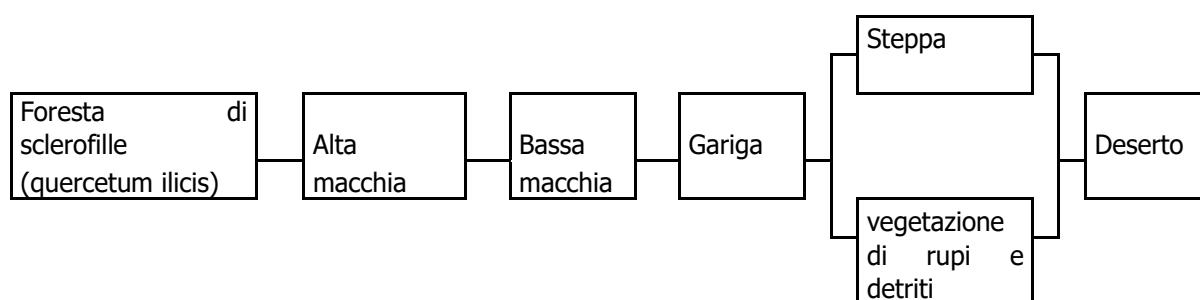 Foresta di
sclerofille
(quercetum ilicis)
Alta
macchia
Bassa
macchia
Gariga
Steppa
vegetazione
di rupi e
detriti
Deserto